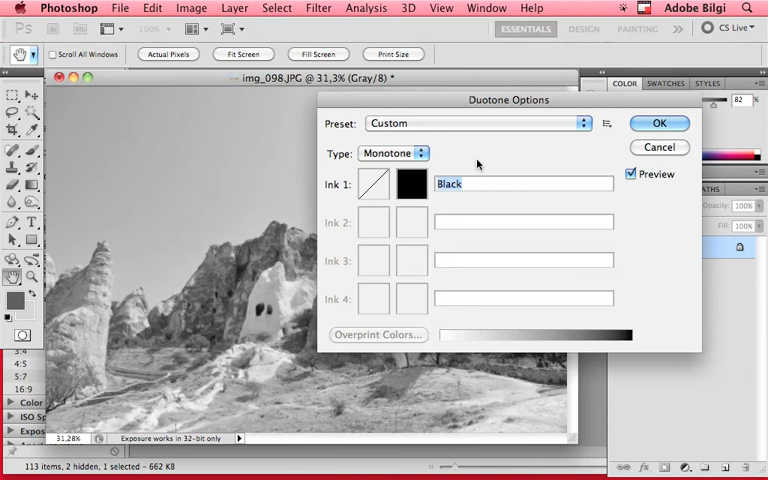 Photoshop File Edit Image Layer Select Filter Analysis 3D View Window Help Adobe Bilgi
Ps 100% ESSENTIALS DESIGN PAINTING CS Live
Scroll All Windows Actual Pixels Fit Screen Fill Screen Print Size
img_098.JPG @ 31,3% (Gray/8) *
COLOR SWATCHES STYLES
82 %
Duotone Options
Preset: Custom OK
Type: Monotone Cancel
Preview
Ink 1: Black
Ink 2:
Ink 3:
Ink 4:
Overprint Colors...
PATHS
Opacity: 100%
Fill: 100%
3:4
4:5
5:7
16:9
Color
ISO Sp
Expos
31,28% Exposure works in 32-bit only
113 items, 2 hidden, 1 selected - 662 KB